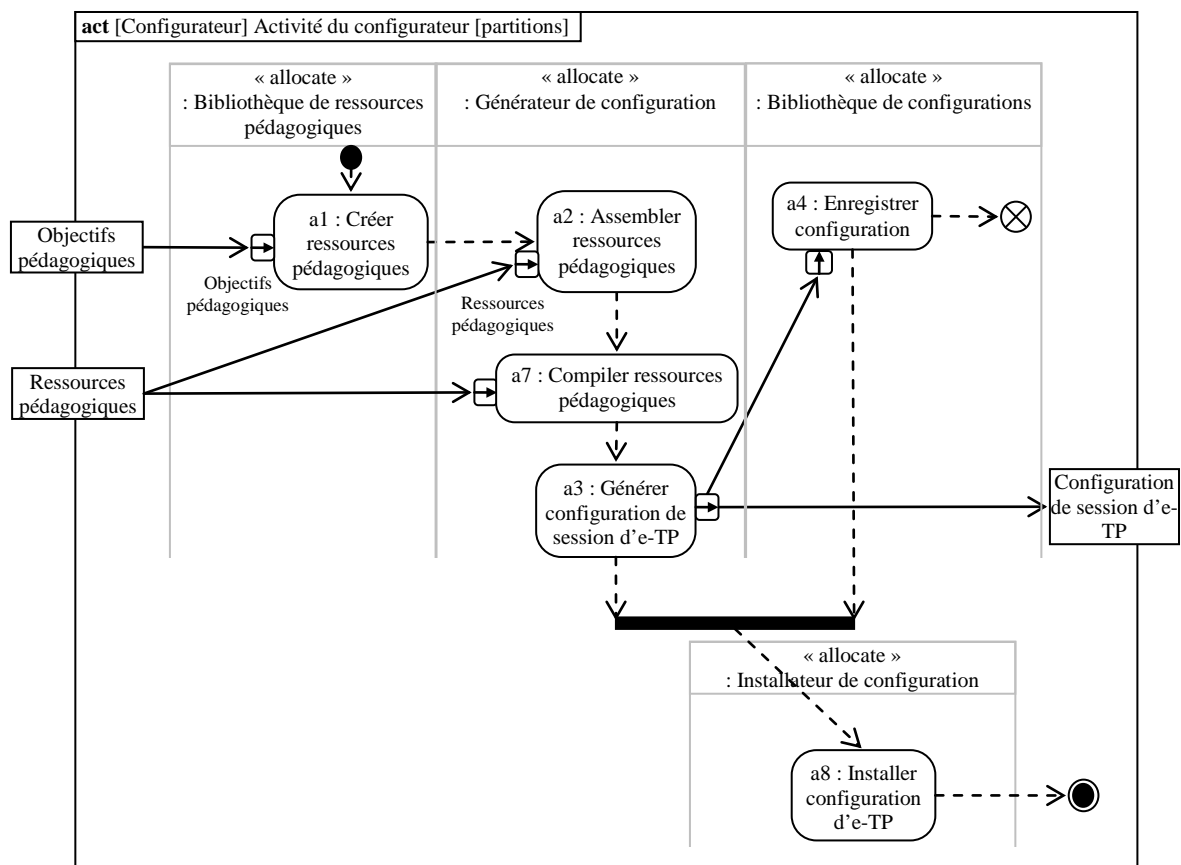 act [Configurateur] Activité du configurateur [partitions]
« allocate »
: Bibliothèque de ressources
pédagogiques
« allocate »
: Générateur de configuration
« allocate »
: Bibliothèque de configurations
Objectifs
pédagogiques
a1 : Créer
ressources
pédagogiques
a2 : Assembler
ressources
pédagogiques
a4 : Enregistrer
configuration
Objectifs
pédagogiques
Ressources
pédagogiques
Ressources
pédagogiques
a7 : Compiler ressources
pédagogiques
a3 : Générer
configuration de
session d'e-TP
Configuration
de session d'e-
TP
« allocate »
: Installateur de configuration
a8 : Installer
configuration
d'e-TP